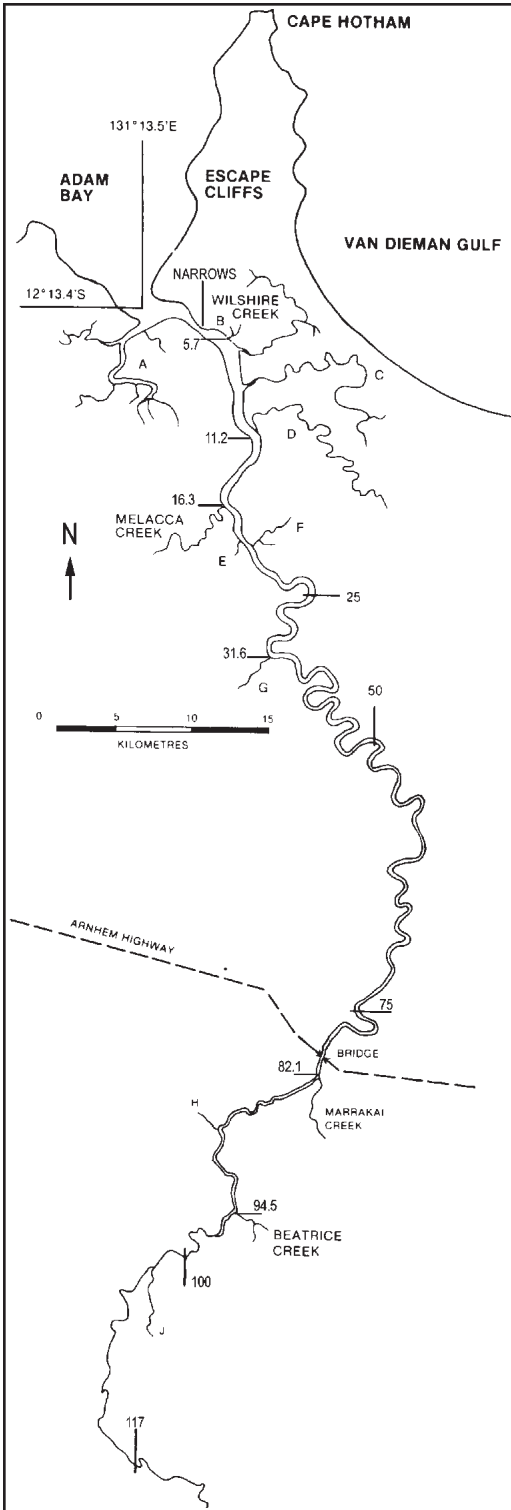 CAPE HOTHAM
131° 13.5'E
ADAM
BAY
ESCAPE
CLIFFS
VAN DIEMAN GULF
12° 13.4'S
NARROWS
WILSHIRE
CREEK
B
5.7
A
C
D
11.2
16.3
MELACCA
CREEK
F
E
N
25
31.6
G
50
0 5 10 15
KILOMETRES
ARNHEM HIGHWAY
75
BRIDGE
82.1
MARRAKAI
CREEK
H
94.5
BEATRICE
CREEK
100
J
117